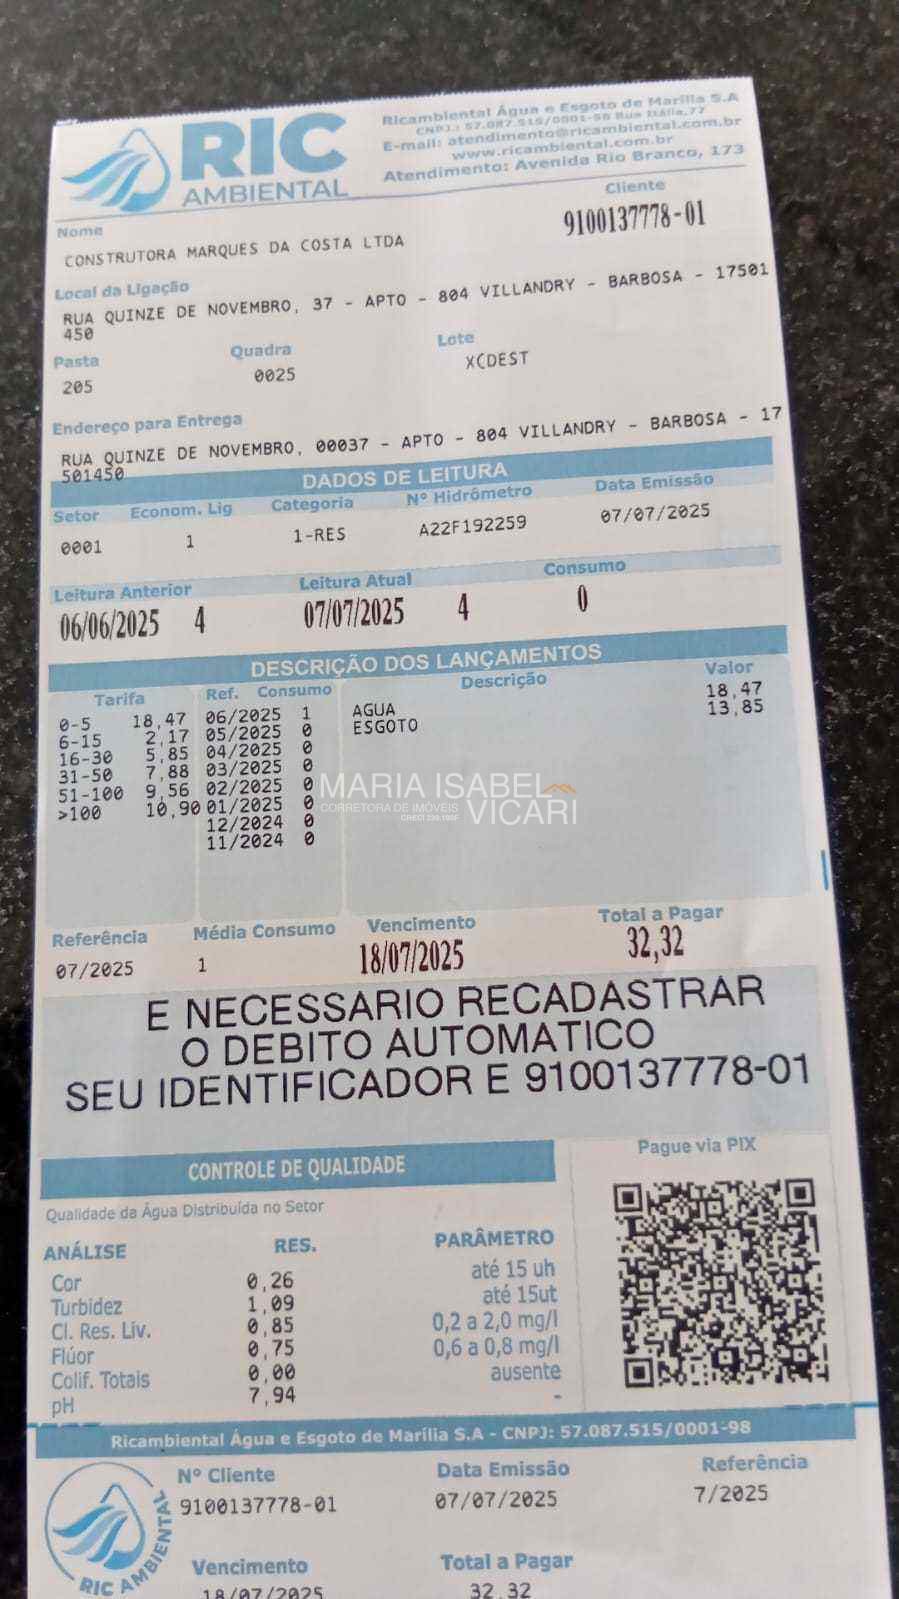 RIC
AMBIENTAL
Ricambiental Água e Esgoto de Marília S.A
CNPJ.: 57.087.515/0001-98 Rua Itália,77
E-mail: atendimento@ricambiental.com.br
www.ricambiental.com.br
Atendimento: Avenida Rio Branco, 173
Cliente
9100137778-01
Nome
CONSTRUTORA MARQUES DA COSTA LTDA
Local da Ligação
RUA QUINZE DE NOVEMBRO, 37 - APTO - 804 VILLANDRY - BARBOSA - 17501
450
Pasta Quadra Lote
205 0025 XCDEST
Endereço para Entrega
RUA QUINZE DE NOVEMBRO, 00037 - APTO - 804 VILLANDRY - BARBOSA - 17
501450
DADOS DE LEITURA
Setor Econom. Lig Categoria Nº Hidrômetro Data Emissão
0001 1 1-RES A22F192259 07/07/2025
Leitura Anterior Leitura Atual Consumo
06/06/2025 4 07/07/2025 4 0
DESCRIÇÃO DOS LANÇAMENTOS
Tarifa Ref. Consumo Descrição Valor
0-5 18,47 06/2025 1 AGUA 18,47
6-15 2,17 05/2025 0 ESGOTO 13,85
16-30 5,85 04/2025 0
31-50 7,88 03/2025 0
51-100 9,56 02/2025 0
>100 10,90 01/2025 0
12/2024 0
11/2024 0
MARIA ISABEL
VICARI
CORRETORA DE IMÓVEIS
Referência Média Consumo Vencimento Total a Pagar
07/2025 1 18/07/2025 32,32
E NECESSARIO RECADASTRAR
O DEBITO AUTOMATICO
SEU IDENTIFICADOR E 9100137778-01
CONTROLE DE QUALIDADE
Pague via PIX
Qualidade da Água Distribuída no Setor
ANÁLISE RES. PARÂMETRO
Cor 0,26 até 15 uh
Turbidez 1,09 até 15ut
Cl. Res. Liv. 0,85 0,2 a 2,0 mg/l
Flúor 0,75 0,6 a 0,8 mg/l
Colif. Totais 0,00 ausente
pH 7,94 -
Ricambiental Água e Esgoto de Marília S.A - CNPJ: 57.087.515/0001-98
RIC AMBIENTAL
Nº Cliente Data Emissão Referência
9100137778-01 07/07/2025 7/2025
Vencimento Total a Pagar
18/07/2025 32,32